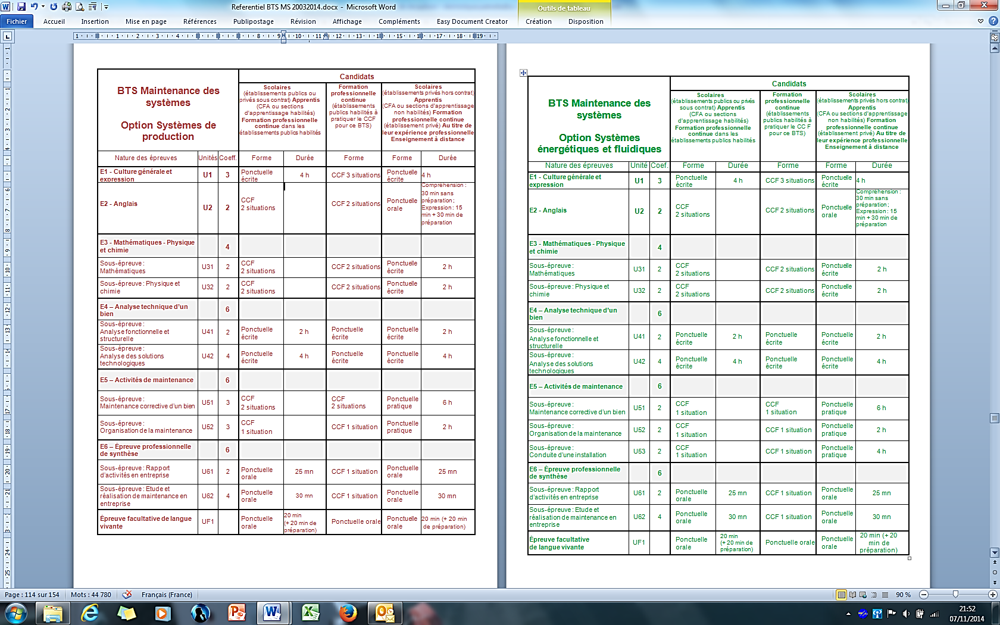 Referentiel BTS MS 20032014.docx - Microsoft Word
Outils de tableau
Fichier Accueil Insertion Mise en page Références Publipostage Révision Affichage Compléments Easy Document Creator Création Disposition
BTS Maintenance des
systèmes
Option Systèmes de
production
Candidats
Scolaires
(établissements publics ou
privés sous contrat) Apprentis
(CFA ou sections
d'apprentissage habilités)
Formation professionnelle
continue dans les
établissements publics habilités
Formation
professionnelle
continue
(établissements
publics habilités à
pratiquer le CCF
pour ce BTS)
Scolaires
(établissements privés hors contrat)
Apprentis
(CFA ou sections d'apprentissage
non habilités) Formation
professionnelle continue
(établissement privé) Au titre de
leur expérience professionnelle
Enseignement à distance
Nature des épreuves Unités Coeff. Forme Durée Forme Forme Durée
E1 - Culture générale et
expression
U1 3
Ponctuelle
écrite
4 h
CCF 3 situations
Ponctuelle
écrite
4 h
E2 - Anglais
U2 2
CCF
2 situations
CCF 2 situations
Ponctuelle
orale
Compréhension :
30 min sans
préparation ;
Expression : 15
min + 30 min de
préparation
E3 - Mathématiques - Physique
et chimie
4
Sous-épreuve :
Mathématiques
U31 2
CCF
2 situations
CCF 2 situations
Ponctuelle
écrite
2 h
Sous-épreuve : Physique et
chimie
U32 2
CCF
2 situations
CCF 2 situations
Ponctuelle
écrite
2 h
E4 – Analyse technique d'un
bien
6
Sous-épreuve :
Analyse fonctionnelle et
structurelle
U41 2
Ponctuelle
écrite
2 h
Ponctuelle
écrite
Ponctuelle
écrite
2 h
Sous-épreuve :
Analyse des solutions
technologiques
U42 4
Ponctuelle
écrite
4 h
Ponctuelle
écrite
Ponctuelle
écrite
4 h
E5 – Activités de maintenance
6
Sous-épreuve :
Maintenance corrective d'un bien
U51 3
CCF
2 situations
CCF
2 situations
Ponctuelle
pratique
6 h
Sous-épreuve :
Organisation de la maintenance
U52 3
CCF
1 situation
CCF 1 situation
Ponctuelle
pratique
2 h
E6 – Épreuve professionnelle
de synthèse
6
Sous-épreuve : Rapport
d'activités en entreprise
U61 2
Ponctuelle
orale
25 mn
CCF 1 situation
Ponctuelle
orale
25 mn
Sous-épreuve : Etude et
réalisation de maintenance en
entreprise
U62 4
Ponctuelle
orale
30 mn
CCF 1 situation
Ponctuelle
orale
30 mn
Épreuve facultative de langue
vivante
UF1
Ponctuelle
orale
20 min
(+ 20 min de
préparation)
Ponctuelle orale
Ponctuelle
orale
20 min (+ 20 min
de préparation)
BTS Maintenance des
systèmes
Option Systèmes
énergétiques et fluidiques
Candidats
Scolaires
(établissements publics ou privés
sous contrat) Apprentis
(CFA ou sections
d'apprentissage habilités)
Formation professionnelle
continue dans les
établissements publics habilités
Formation
professionnelle
continue
(établissements
publics habilités à
pratiquer le CC F
pour ce BTS)
Scolaires
(établissements privés hors contrat)
Apprentis
(CFA ou sections d'apprentissage
non habilités) Formation
professionnelle continue
(établissement privé) Au titre de
leur expérience professionnelle
Enseignement à distance
Nature des épreuves Unité Coef. Forme Durée Forme Forme Durée
E1 - Culture générale et
expression
U1 3
Ponctuelle
écrite
4 h
CCF 3 situations
Ponctuelle
écrite
4 h
E2 - Anglais
U2 2
CCF
2 situations
CCF 2 situations
Ponctuelle
orale
Compréhension :
30 min sans
préparation ;
Expression : 15
min + 30 min de
préparation
E3 - Mathématiques - Physique
et chimie
4
Sous-épreuve :
Mathématiques
U31 2
CCF
2 situations
CCF 2 situations
Ponctuelle
écrite
2 h
Sous-épreuve : Physique et
chimie
U32 2
CCF
2 situations
CCF 2 situations
Ponctuelle
écrite
2 h
E4 – Analyse technique d'un
bien
6
Sous-épreuve :
Analyse fonctionnelle et
structurelle
U41 2
Ponctuelle
écrite
2 h
Ponctuelle
écrite
Ponctuelle
écrite
2 h
Sous-épreuve :
Analyse des solutions
technologiques
U42 4
Ponctuelle
écrite
4 h
Ponctuelle
écrite
Ponctuelle
écrite
4 h
E5 – Activités de maintenance
6
Sous-épreuve :
Maintenance corrective d'un bien
U51 2
CCF
1 situation
CCF
1 situation
Ponctuelle
pratique
6 h
Sous-épreuve :
Organisation de la maintenance
U52 2
CCF
1 situation
CCF 1 situation
Ponctuelle
pratique
2 h
Sous-épreuve :
Conduite d'une installation
U53 2
CCF
1 situation
CCF 1 situation
Ponctuelle
pratique
4 h
E6 – Épreuve professionnelle
de synthèse
6
Sous-épreuve : Rapport
d'activités en entreprise
U61 2
Ponctuelle
orale
25 mn
CCF 1 situation
Ponctuelle
orale
25 mn
Sous-épreuve : Etude et
réalisation de maintenance en
entreprise
U62 4
Ponctuelle
orale
30 mn
CCF 1 situation
Ponctuelle
orale
30 mn
Épreuve facultative
de langue vivante
UF1
Ponctuelle
orale
20 min
(+ 20 min de
préparation)
Ponctuelle orale
Ponctuelle
orale
20 min (+ 20
min de
préparation)
Page : 114 sur 154 Mots : 44 780 Français (France) 90 %
21:52
07/11/2014